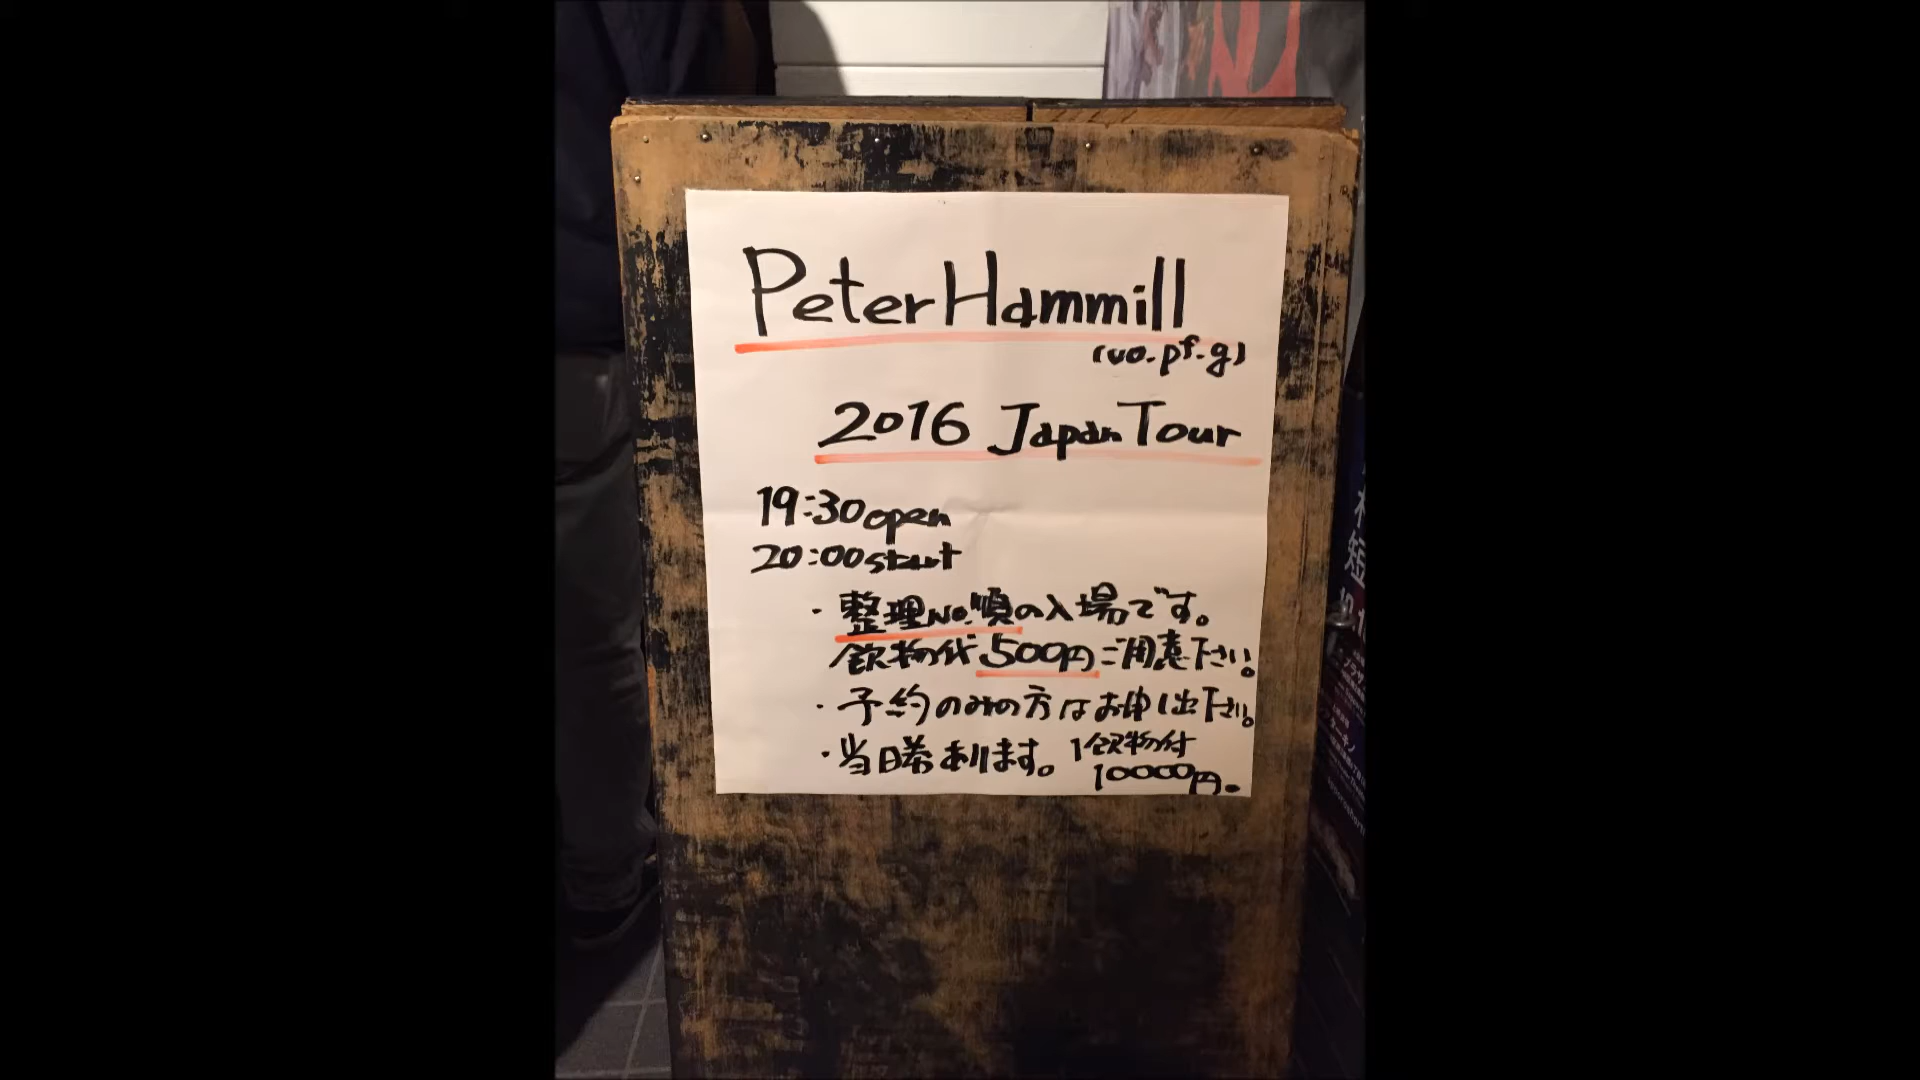 Peter Hammill
(vo.pf.g)
2016 Japan Tour
19:30 open
20:00 start
・整理No.順の入場です。
飲物代500円ご用意下さい。
・予約のみの方はお申し出下さい。
・当日券あります。1飲物付
10000円。